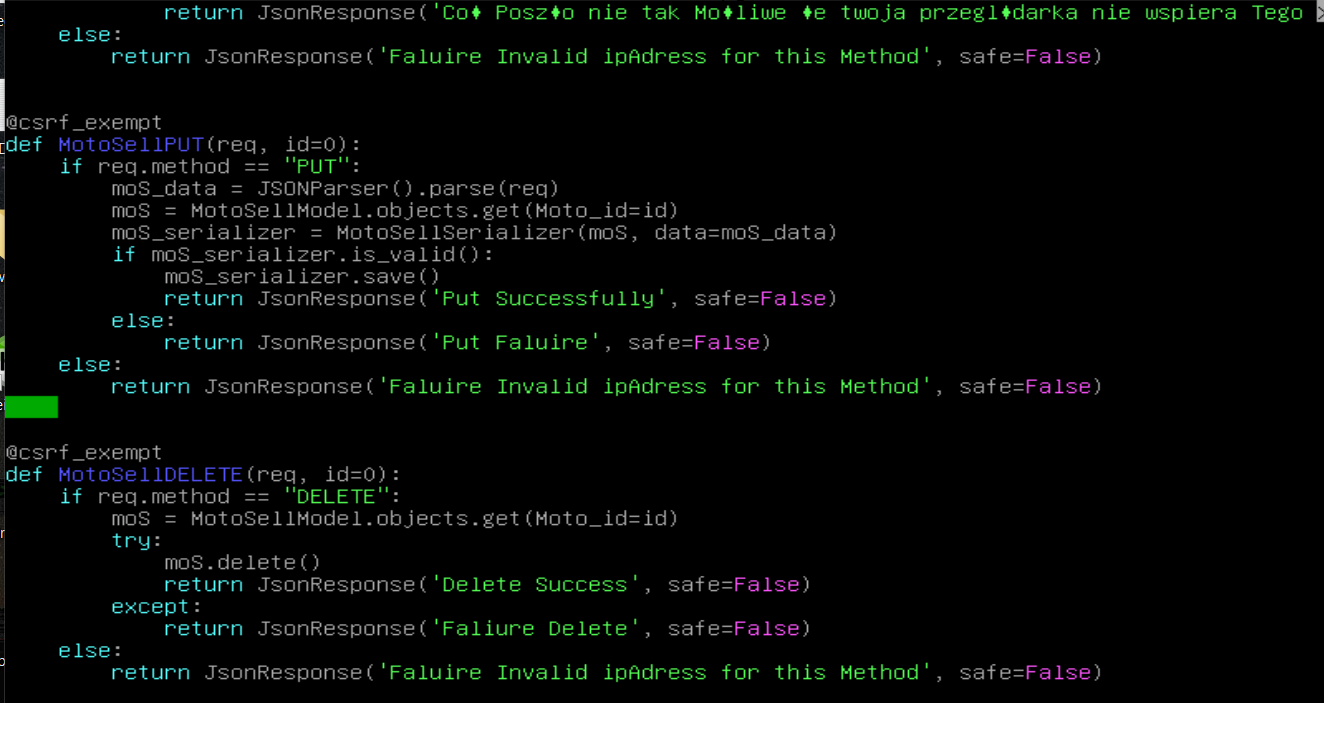 return JsonResponse('Co♦ Posz♦o nie tak Mo♦liwe ♦e twoja przegl♦darka nie wspiera Tego
    else:
        return JsonResponse('Faluire Invalid ipAdress for this Method', safe=False)
@csrf_exempt
def MotoSellPUT(req, id=0):
    if req.method == "PUT":
        moS_data = JSONParser().parse(req)
        moS = MotoSellModel.objects.get(Moto_id=id)
        moS_serializer = MotoSellSerializer(moS, data=moS_data)
        if moS_serializer.is_valid():
            moS_serializer.save()
            return JsonResponse('Put Successfully', safe=False)
        else:
            return JsonResponse('Put Faluire', safe=False)
    else:
        return JsonResponse('Faluire Invalid ipAdress for this Method', safe=False)
@csrf_exempt
def MotoSellDELETE(req, id=0):
    if req.method == "DELETE":
        moS = MotoSellModel.objects.get(Moto_id=id)
        try:
            moS.delete()
            return JsonResponse('Delete Success', safe=False)
        except:
            return JsonResponse('Faliure Delete', safe=False)
    else:
        return JsonResponse('Faluire Invalid ipAdress for this Method', safe=False)